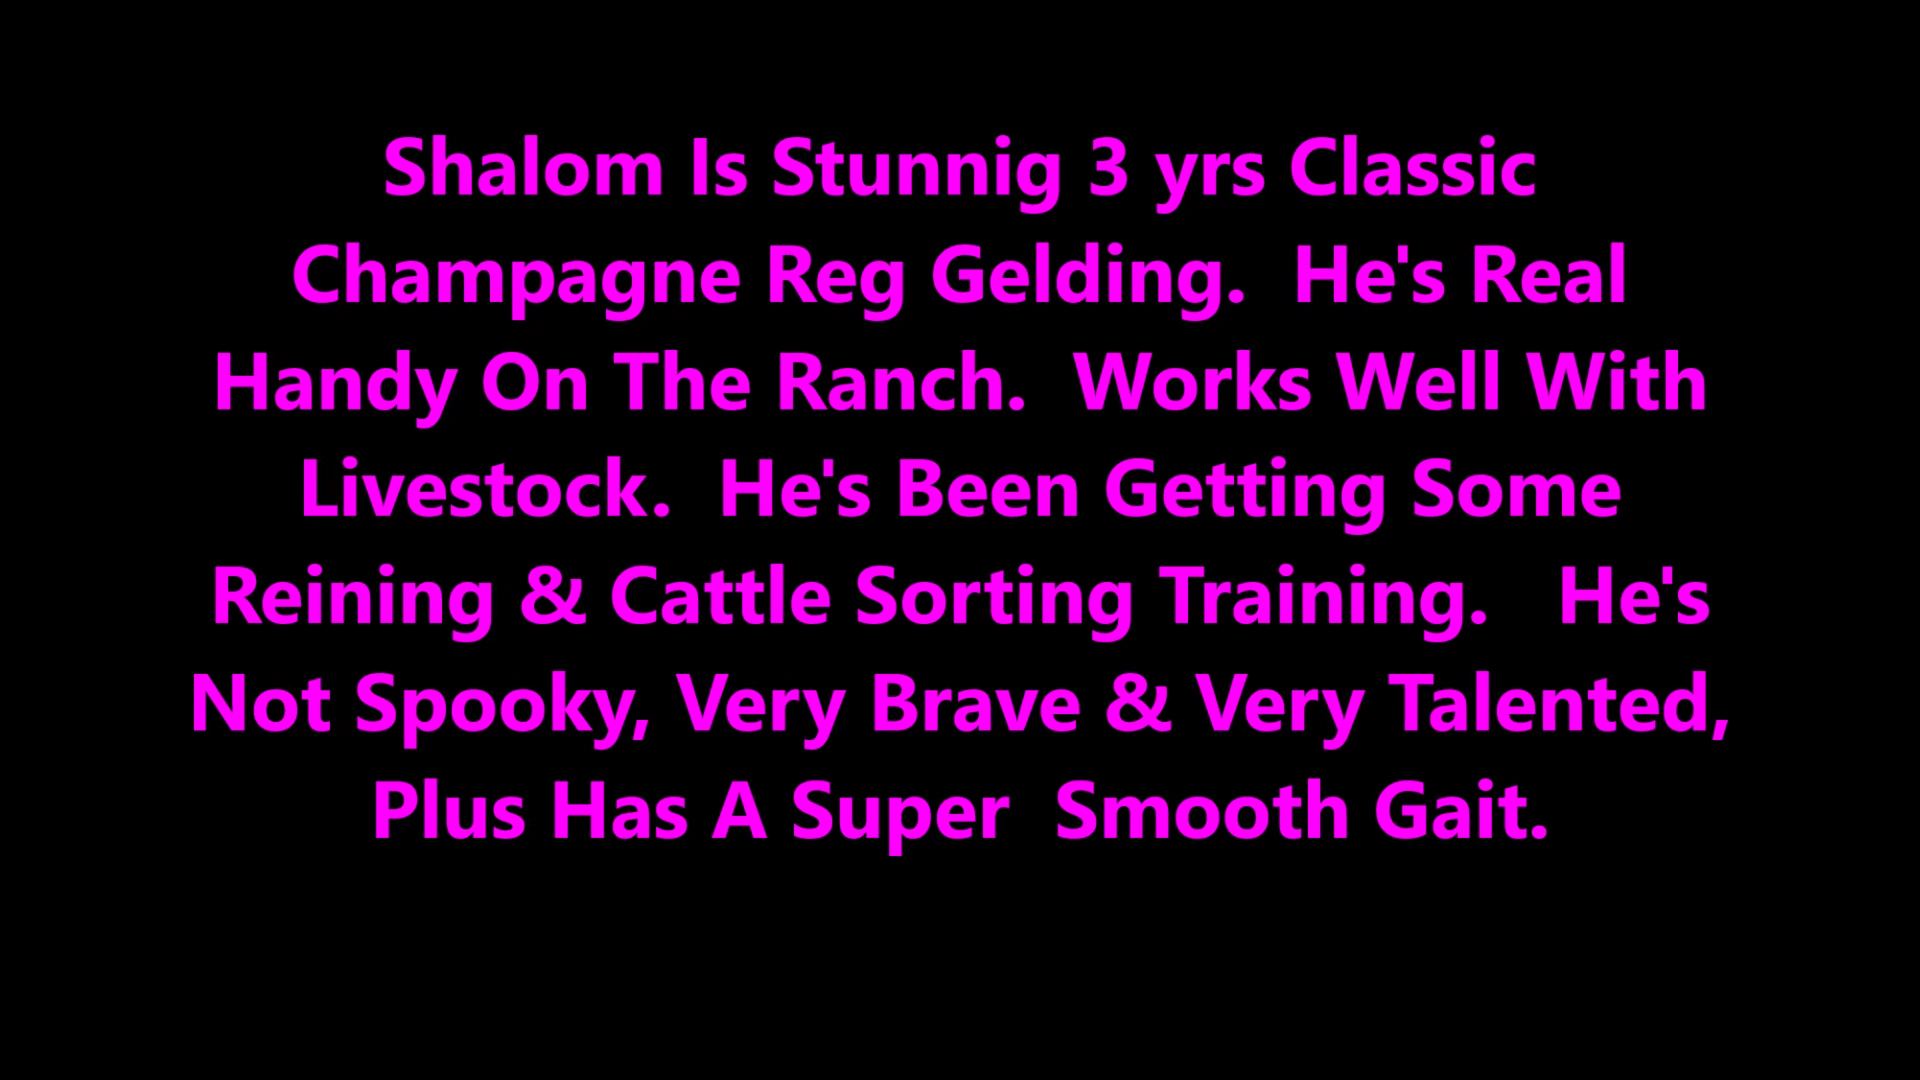 Shalom Is Stunnig 3 yrs Classic
Champagne Reg Gelding.  He's Real
Handy On The Ranch.  Works Well With
Livestock.  He's Been Getting Some
Reining & Cattle Sorting Training.   He's
Not Spooky, Very Brave & Very Talented,
Plus Has A Super  Smooth Gait.